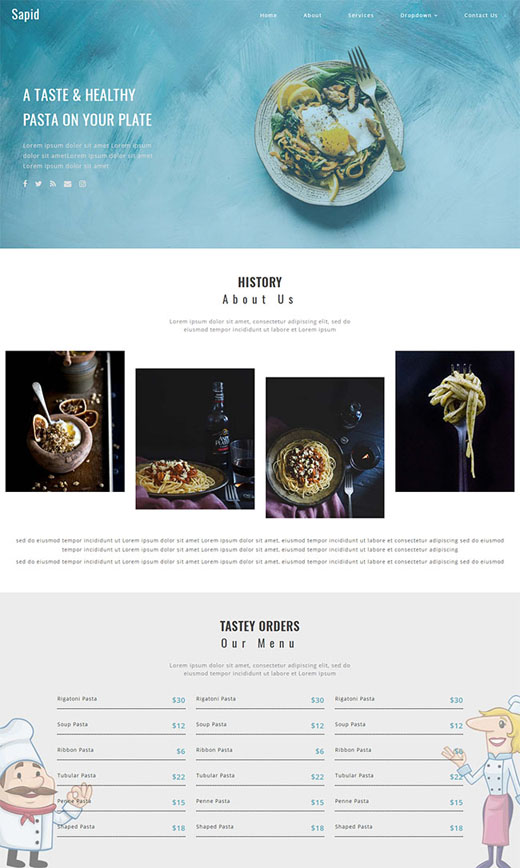 Sapid
Home About Services Dropdown Contact Us
A TASTE & HEALTHY
PASTA ON YOUR PLATE
Lorem ipsum dolor sit amet Lorem ipsum
dolor sit ametLorem ipsum dolor sit amet
Lorem ipsum dolor sit amet
HISTORY
About Us
Lorem ipsum dolor sit amet, consectetur adipiscing elit, sed do
eiusmod tempor incididunt ut labore et Lorem ipsum
sed do eiusmod tempor incididunt ut Lorem ipsum dolor sit amet Lorem ipsum dolor sit amet, eiusmod tempor incididunt ut labore et consectetur adipiscing sed do eiusmod
tempor incididunt ut Lorem ipsum dolor sit amet Lorem ipsum dolor sit amet, eiusmod tempor incididunt ut labore et consectetur adipiscing
sed do eiusmod tempor incididunt ut Lorem ipsum dolor sit amet Lorem ipsum dolor sit amet, eiusmod tempor incididunt ut labore et consectetur adipiscing elit, sed do eiusmod
TASTEY ORDERS
Our Menu
Lorem ipsum dolor sit amet, consectetur adipiscing elit, sed do
eiusmod tempor incididunt ut labore et Lorem ipsum
Rigatoni Pasta $30 Rigatoni Pasta $30 Rigatoni Pasta $30
Soup Pasta $12 Soup Pasta $12 Soup Pasta $12
Ribbon Pasta $6 Ribbon Pasta $6 Ribbon Pasta $6
Tubular Pasta $22 Tubular Pasta $22 Tubular Pasta $22
Penne Pasta $15 Penne Pasta $15 Penne Pasta $15
Shaped Pasta $18 Shaped Pasta $18 Shaped Pasta $18